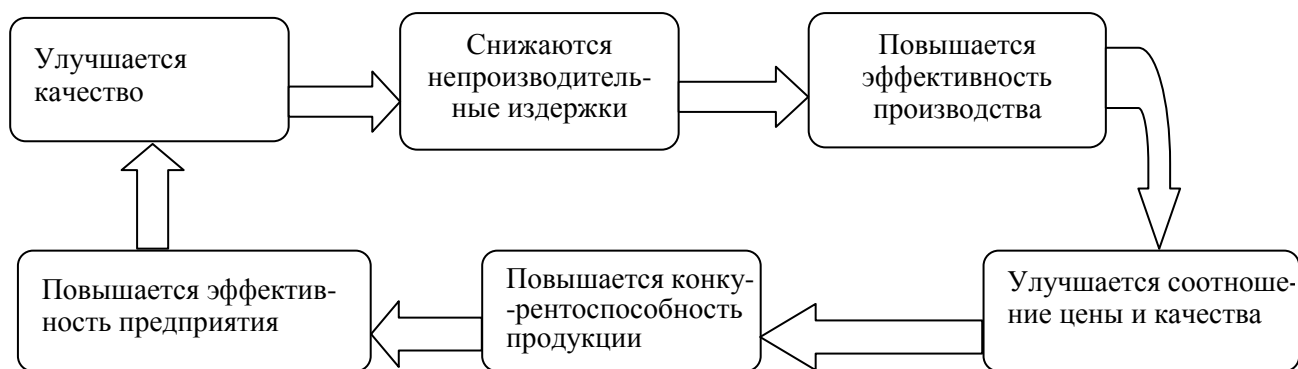 Улучшается
качество
Снижаются
непроизводитель-
ные издержки
Повышается
эффективность
производства
Улучшается соотноше-
ние цены и качества
Повышается конку-
-рентоспособность
продукции
Повышается эффектив-
ность предприятия